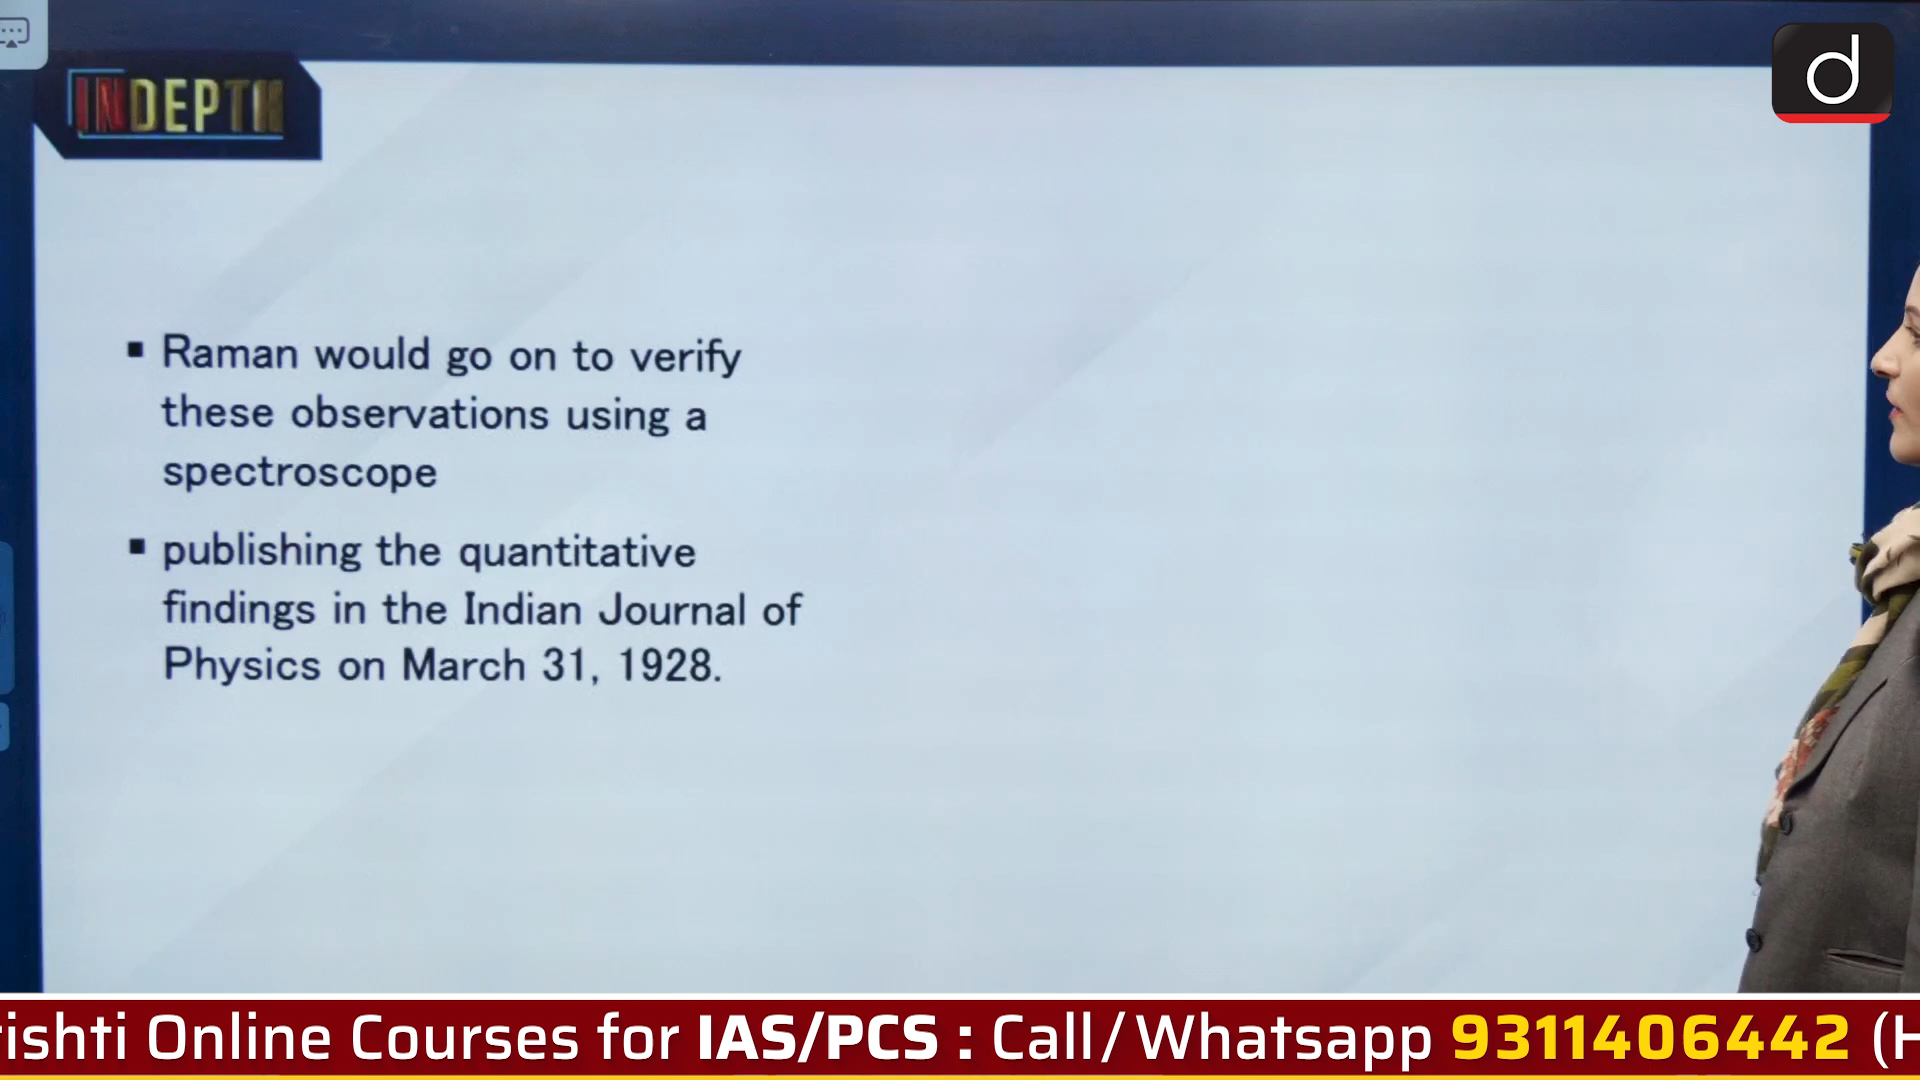 INDEPTH
d
▪ Raman would go on to verify
these observations using a
spectroscope
▪ publishing the quantitative
findings in the Indian Journal of
Physics on March 31, 1928.
rishti Online Courses for IAS/PCS : Call/Whatsapp 9311406442 (H